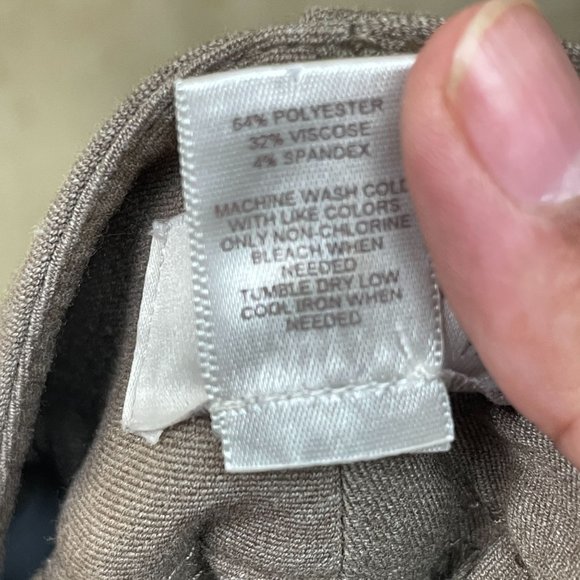 64% POLYESTER
32% VISCOSE
4% SPANDEX
MACHINE WASH COLD
WITH LIKE COLORS
ONLY NON-CHLORINE
BLEACH WHEN
NEEDED
TUMBLE DRY LOW
COOL IRON WHEN
NEEDED